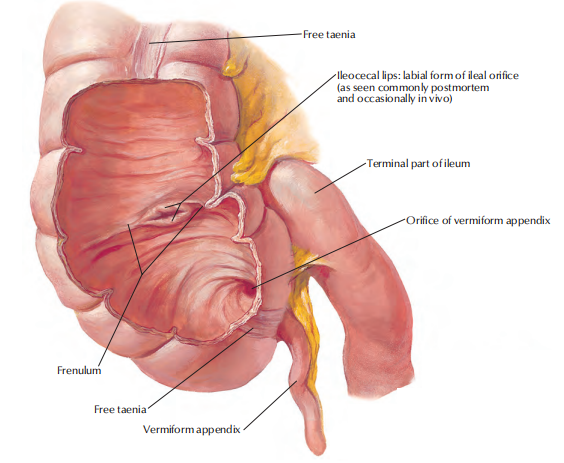 Free taenia
Ileocecal lips: labial form of ileal orifice
(as seen commonly postmortem
and occasionally in vivo)
Terminal part of ileum
Orifice of vermiform appendix
Frenulum
Free taenia
Vermiform appendix